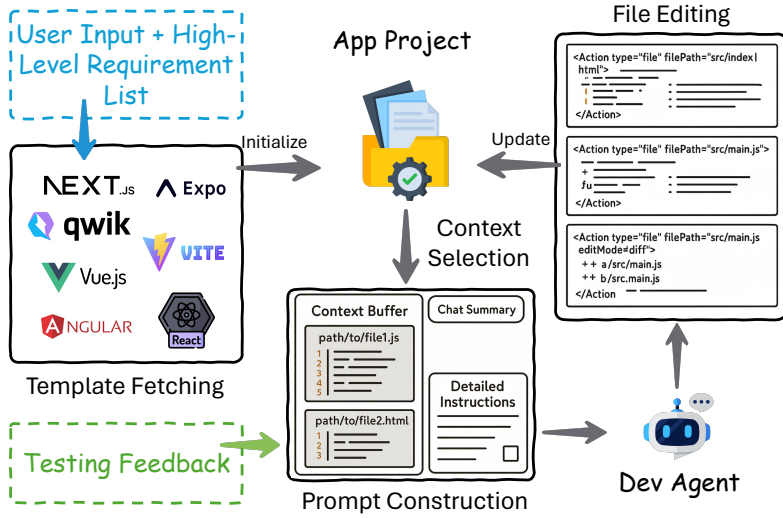 User Input + High-
Level Requirement
List
NEXT.JS
Expo
qwik
VITE
Vue.js
ANGULAR
React
Template Fetching
Testing Feedback
Initialize
App Project
Update
Context
Selection
Context Buffer
path/to/file1.js
1
2
3
4
5
path/to/file2.html
1
2
3
Chat Summary
Detailed
Instructions
Prompt Construction
Dev Agent
File Editing
<Action type="file" filePath="src/index|
html">
</Action>
<Action type="file" filePath="src/main.js">
+
fu
</Action>
<Action type="file" filePath="src/main.js
editMode=diff">
++ a/src/main.js
++ b/src.main.js
</Action